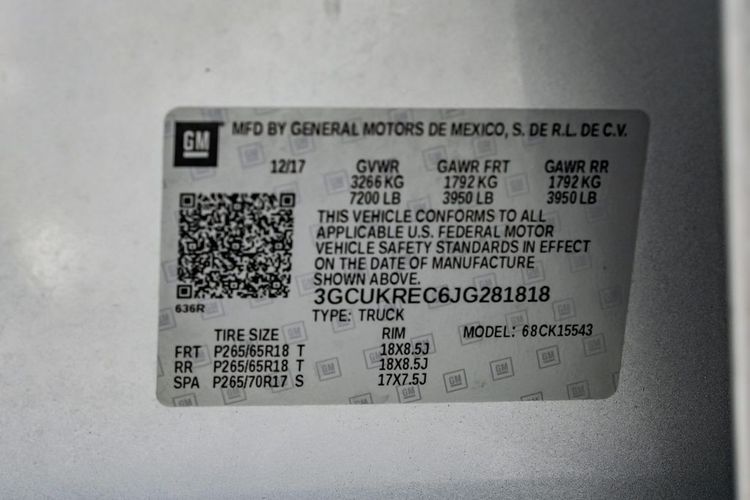 GM MFD BY GENERAL MOTORS DE MEXICO, S. DE R.L. DE C.V.
12/17 GVWR GAWR FRT GAWR RR
3266 KG 1792 KG 1792 KG
7200 LB 3950 LB 3950 LB
THIS VEHICLE CONFORMS TO ALL
APPLICABLE U.S. FEDERAL MOTOR
VEHICLE SAFETY STANDARDS IN EFFECT
ON THE DATE OF MANUFACTURE
SHOWN ABOVE.
3GCUKREC6JG281818
636R
TYPE: TRUCK
TIRE SIZE RIM MODEL: 68CK15543
FRT P265/65R18 T 18X8.5J
RR P265/65R18 T 18X8.5J
SPA P265/70R17 S 17X7.5J